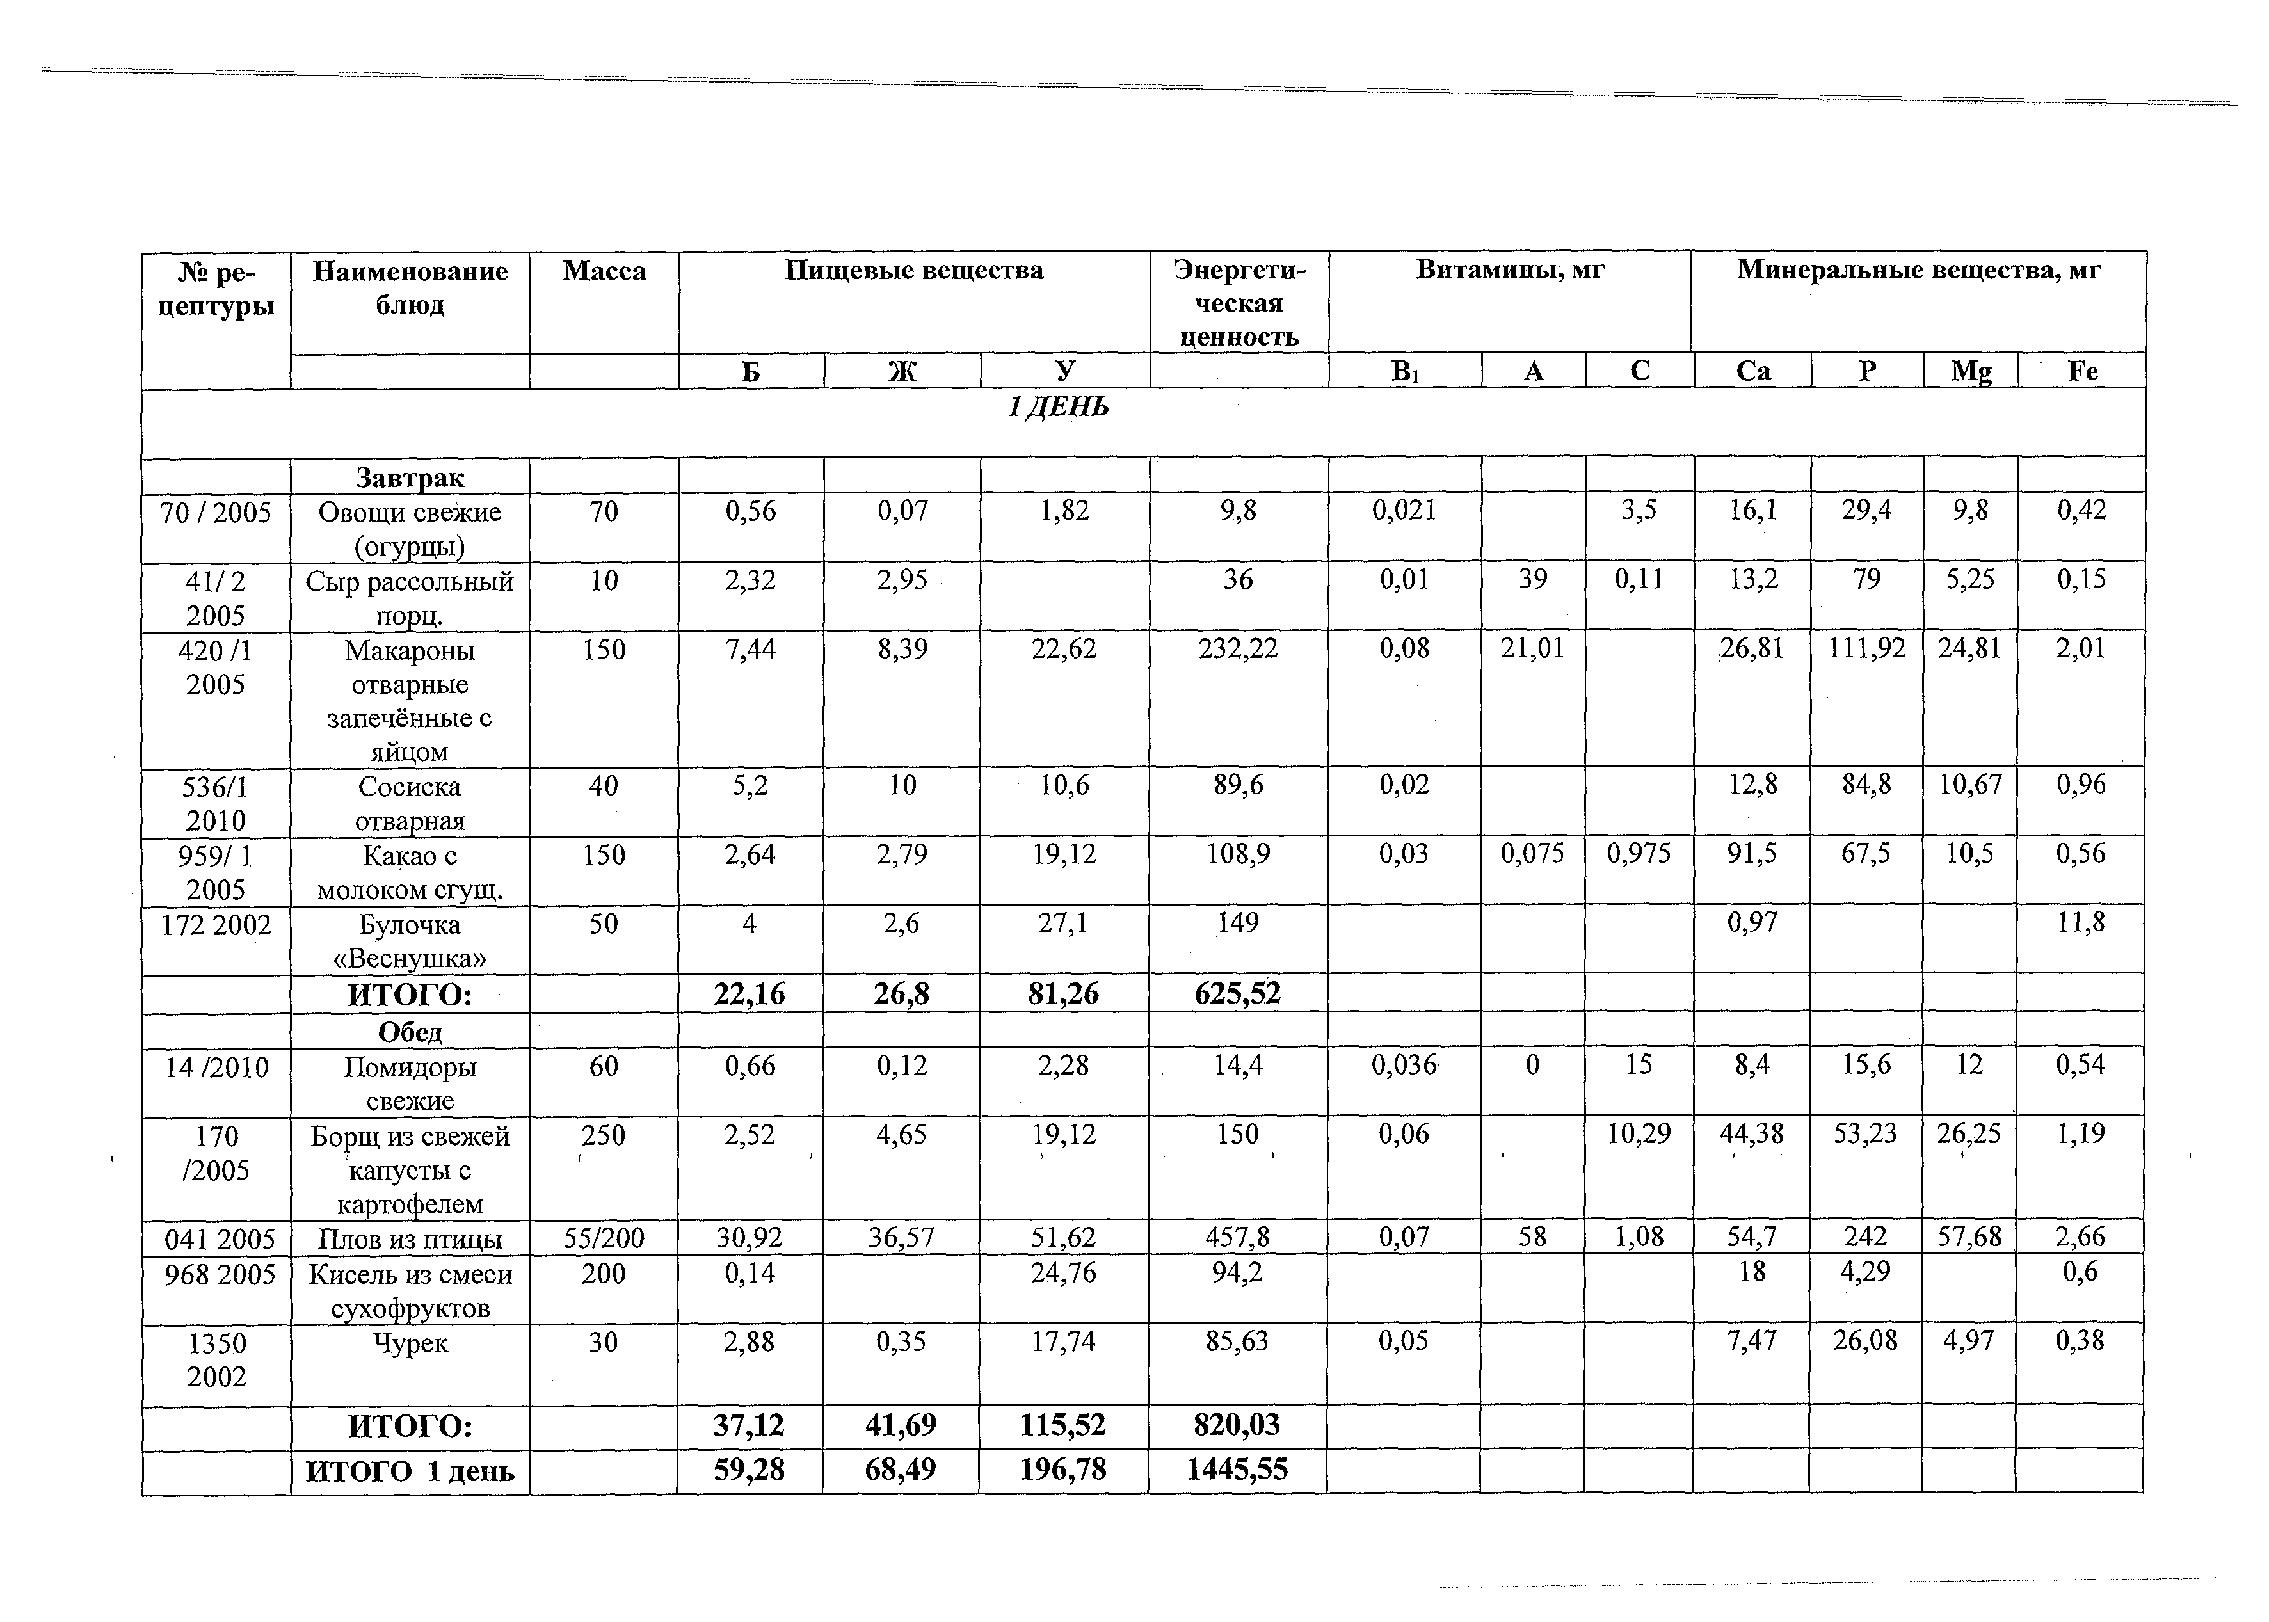 № ре- Наименование Масса Пищевые вещества Энергети- Витамины, мг Минеральные вещества, мг
цептуры блюд ческая
ценность
Б Ж У B1 А С Са Р Mg Fe
1 ДЕНЬ
Завтрак
70 / 2005 Овощи свежие 70 0,56 0,07 1,82 9,8 0,021 3,5 16,1 29,4 9,8 0,42
(огурцы)
41/ 2 Сыр рассольный 10 2,32 2,95 36 0,01 39 0,11 13,2 79 5,25 0,15
2005 порц.
420 /1 Макароны 150 7,44 8,39 22,62 232,22 0,08 21,01 26,81 111,92 24,81 2,01
2005 отварные
запечённые с
яйцом
536/1 Сосиска 40 5,2 10 10,6 89,6 0,02 12,8 84,8 10,67 0,96
2010 отварная
959/ 1 Какао с 150 2,64 2,79 19,12 108,9 0,03 0,075 0,975 91,5 67,5 10,5 0,56
2005 молоком сгущ.
172 2002 Булочка 50 4 2,6 27,1 149 0,97 11,8
«Веснушка»
ИТОГО: 22,16 26,8 81,26 625,52
Обед
14 /2010 Помидоры 60 0,66 0,12 2,28 14,4 0,036 0 15 8,4 15,6 12 0,54
свежие
170 Борщ из свежей 250 2,52 4,65 19,12 150 0,06 10,29 44,38 53,23 26,25 1,19
/2005 капусты с
картофелем
041 2005 Плов из птицы 55/200 30,92 36,57 51,62 457,8 0,07 58 1,08 54,7 242 57,68 2,66
968 2005 Кисель из смеси 200 0,14 24,76 94,2 18 4,29 0,6
сухофруктов
1350 Чурек 30 2,88 0,35 17,74 85,63 0,05 7,47 26,08 4,97 0,38
2002
ИТОГО: 37,12 41,69 115,52 820,03
ИТОГО 1 день 59,28 68,49 196,78 1445,55